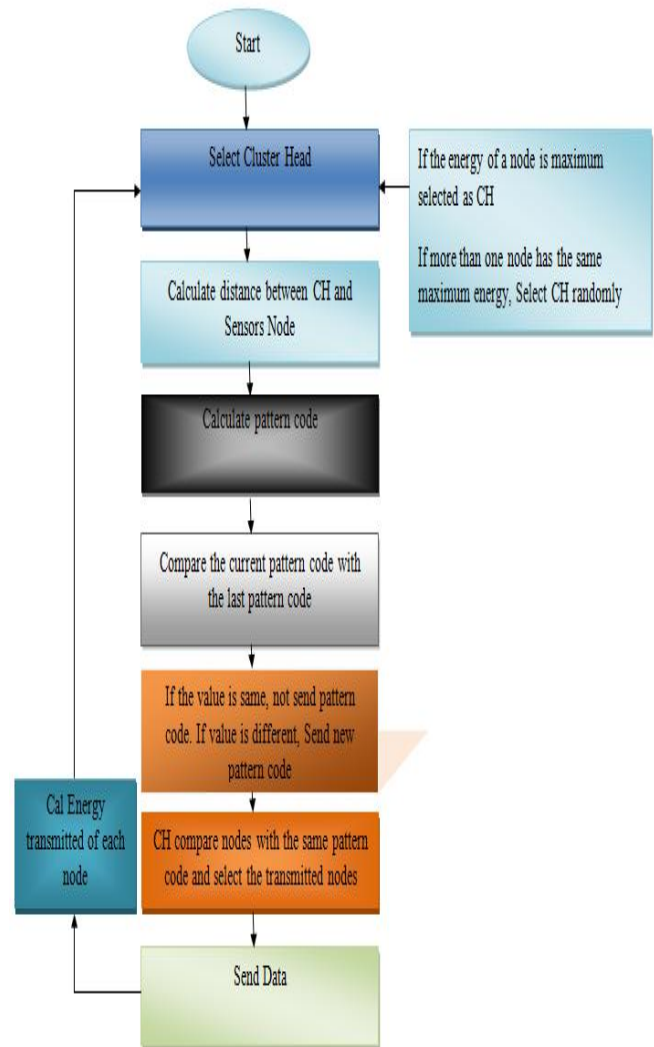 Start
Select Cluster Head
If the energy of a node is maximum
selected as CH
If more than one node has the same
maximum energy, Select CH randomly
Calculate distance between CH and
Sensors Node
Calculate pattern code
Compare the current pattern code with
the last pattern code
If the value is same, not send pattern
code. If value is different, Send new
pattern code
Cal Energy
transmitted of each
node
CH compare nodes with the same pattern
code and select the transmitted nodes
Send Data